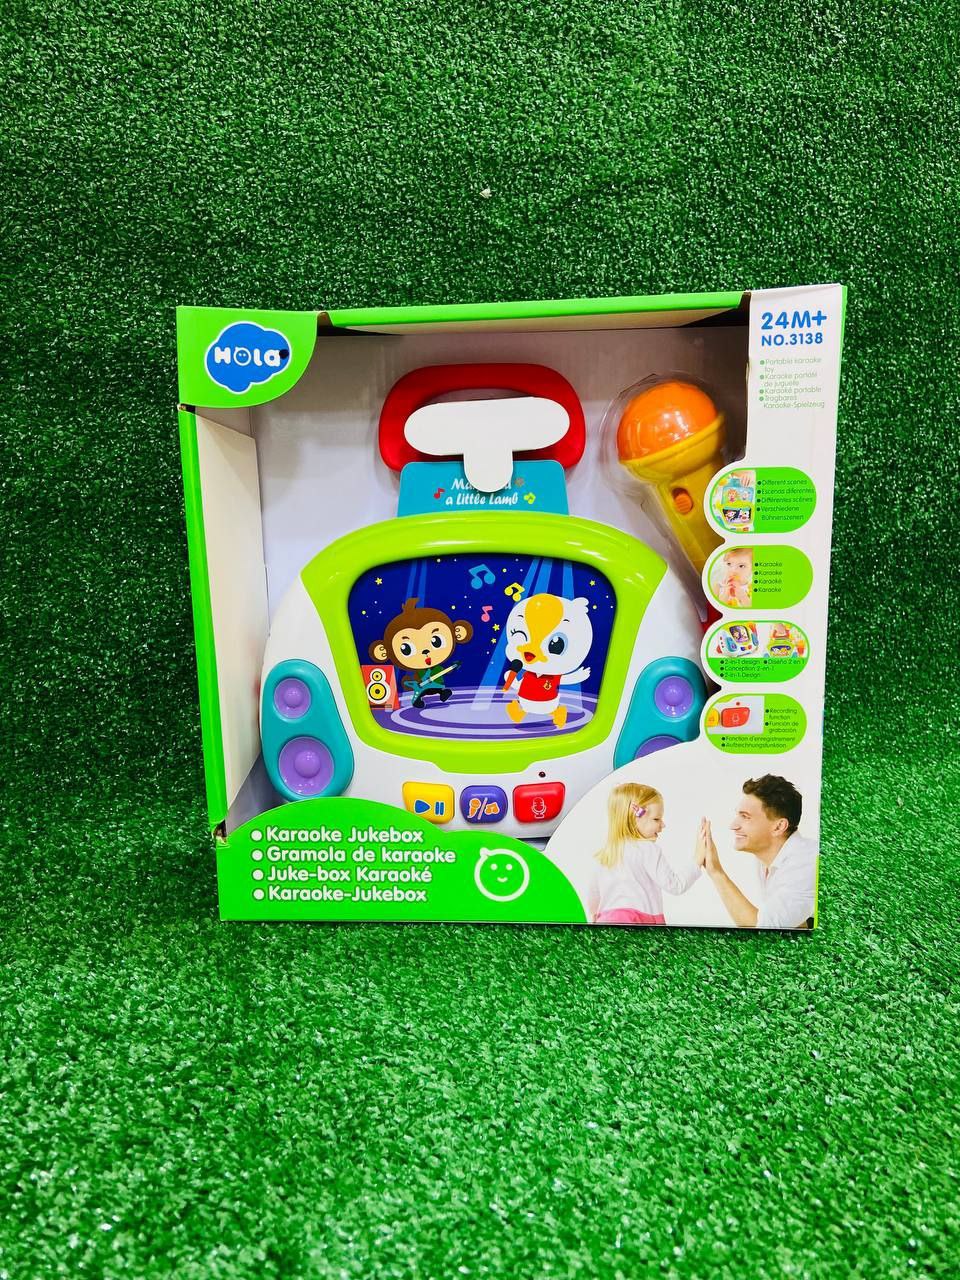 Hola
24M+
NO.3138
Portable karaoke
toy
Karaoke portátil
de juguete
Karaoké portable
Tragbares
Karaoke-Spielzeug
a Little Lamb
Different scenes
Escenas diferentes
Différentes scènes
Verschiedene
Bühnenszenen
Karaoke
Karaoke
Karaoké
Karaoke
2-in-1 design Diseño 2 en 1
Conception 2-en-1
2-in-1-Design
Recording
function
Función de
grabación
Fonction d'enregistrement
Aufzeichnungsfunktion
Karaoke Jukebox
Gramola de karaoke
Juke-box Karaoké
Karaoke-Jukebox